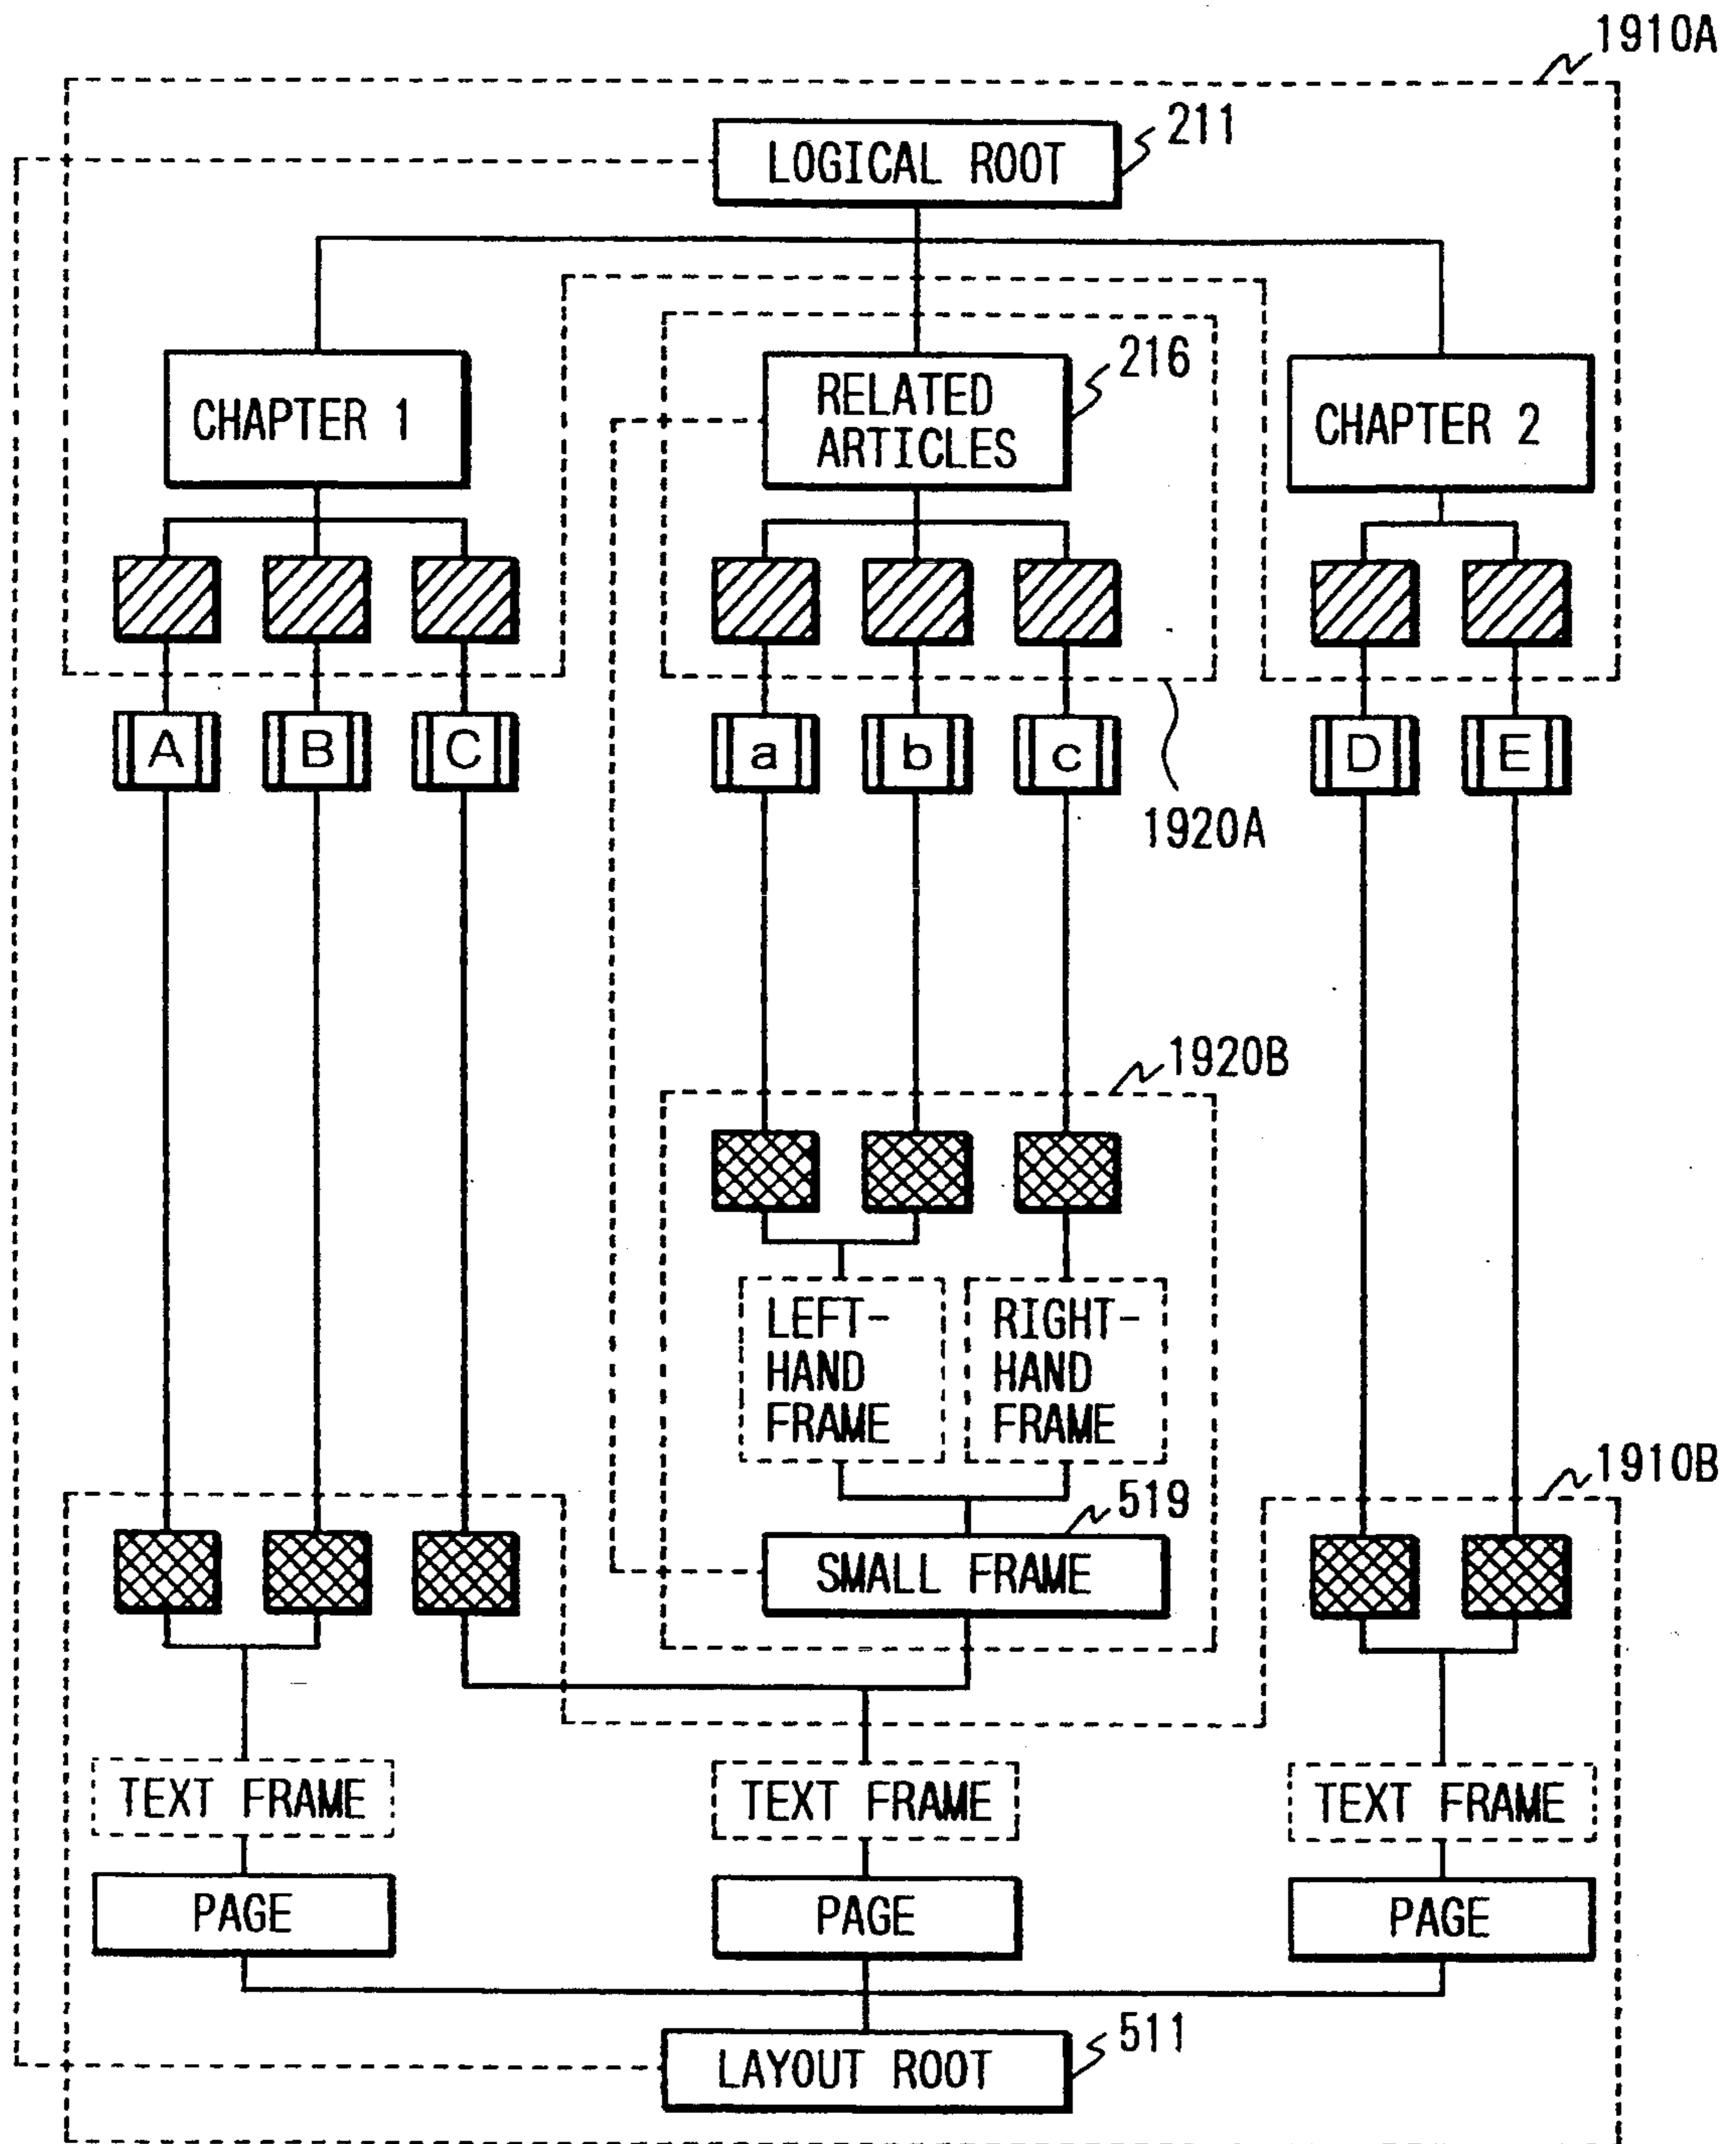 1910A
211
LOGICAL ROOT
216
CHAPTER 1
RELATED
ARTICLES
CHAPTER 2
A
B
C
a
b
c
D
E
1920A
1920B
LEFT-
HAND
FRAME
RIGHT-
HAND
FRAME
1910B
519
SMALL FRAME
TEXT FRAME
TEXT FRAME
TEXT FRAME
PAGE
PAGE
PAGE
511
LAYOUT ROOT